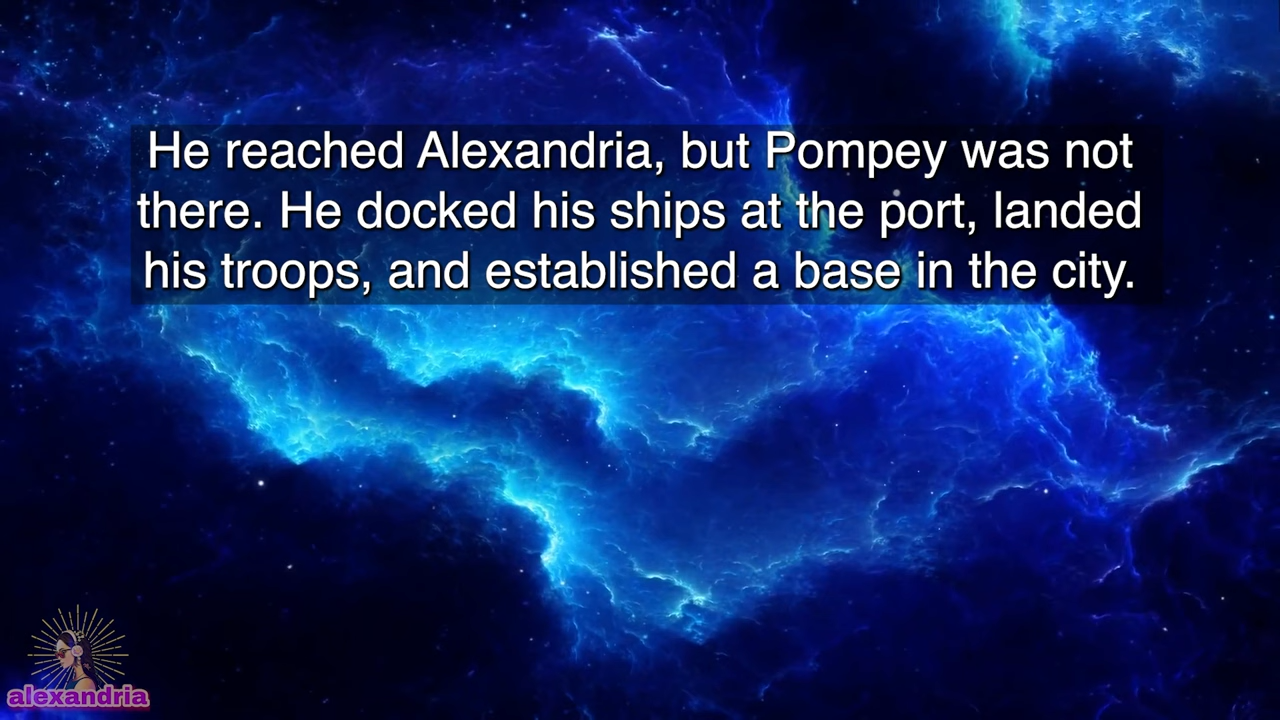 He reached Alexandria, but Pompey was not
there. He docked his ships at the port, landed
his troops, and established a base in the city.
alexandria